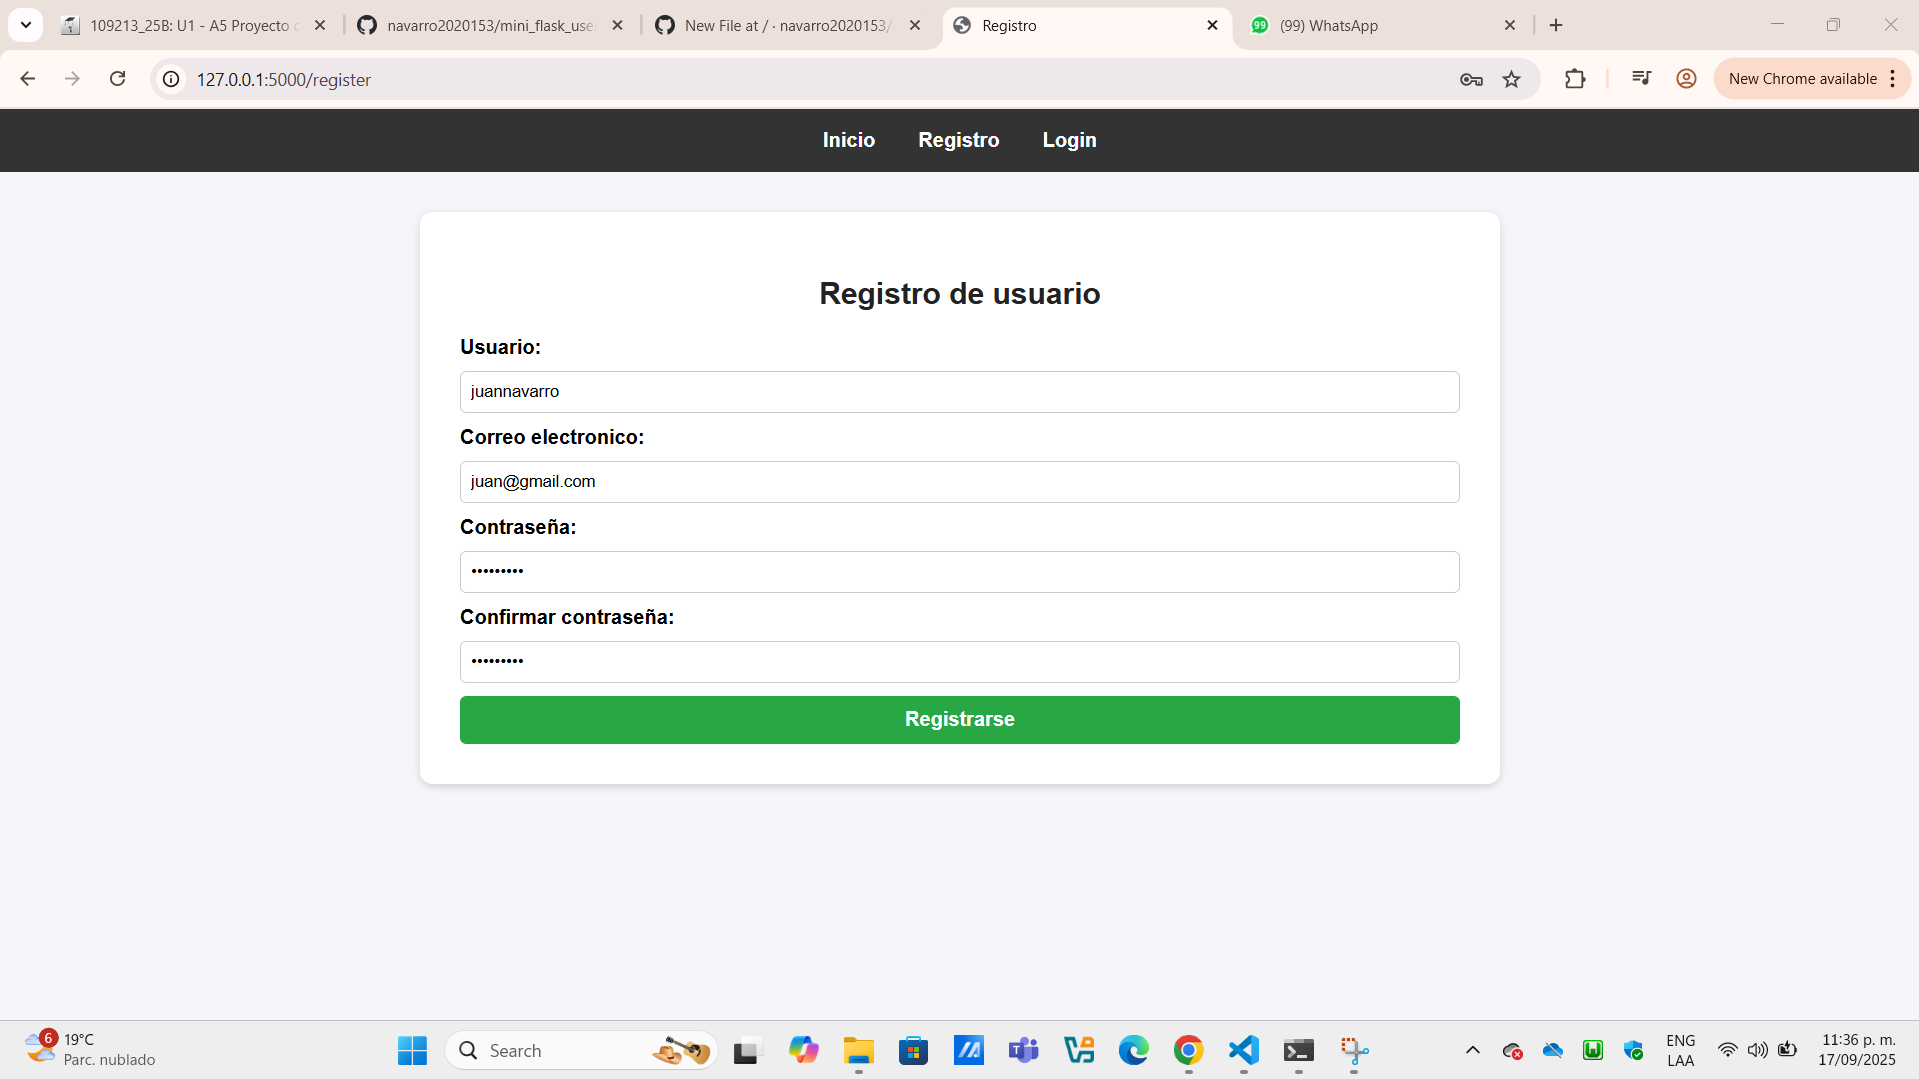 109213_25B: U1 - A5 Proyecto
navarro2020153/mini_flask_use
New File at / · navarro2020153/
Registro
99
(99) WhatsApp
127.0.0.1:5000/register
New Chrome available
Inicio
Registro
Login
Registro de usuario
Usuario:
juannavarro
Correo electronico:
juan@gmail.com
Contraseña:
•••••••••
Confirmar contraseña:
•••••••••
Registrarse
6
19°C
Parc. nublado
Search
ENG
LAA
11:36 p. m.
17/09/2025